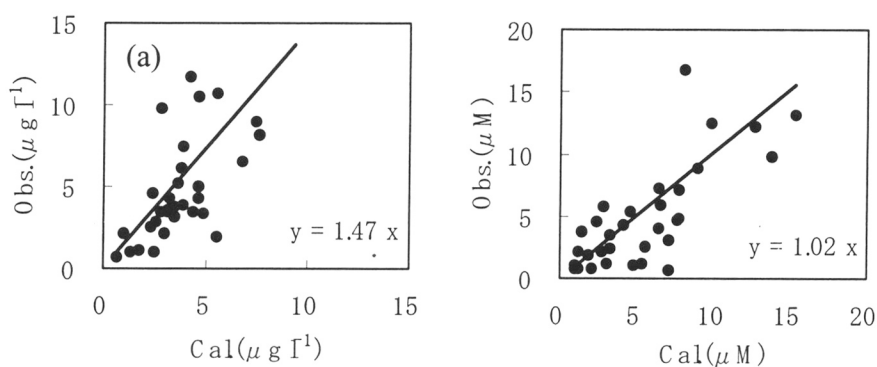 15
(a)
10
5
0
Obs.(μg l⁻¹)
y = 1.47 x
0 5 10 15
Cal(μg l⁻¹)
20
15
10
5
0
Obs.(μM)
y = 1.02 x
0 5 10 15 20
Cal(μM)